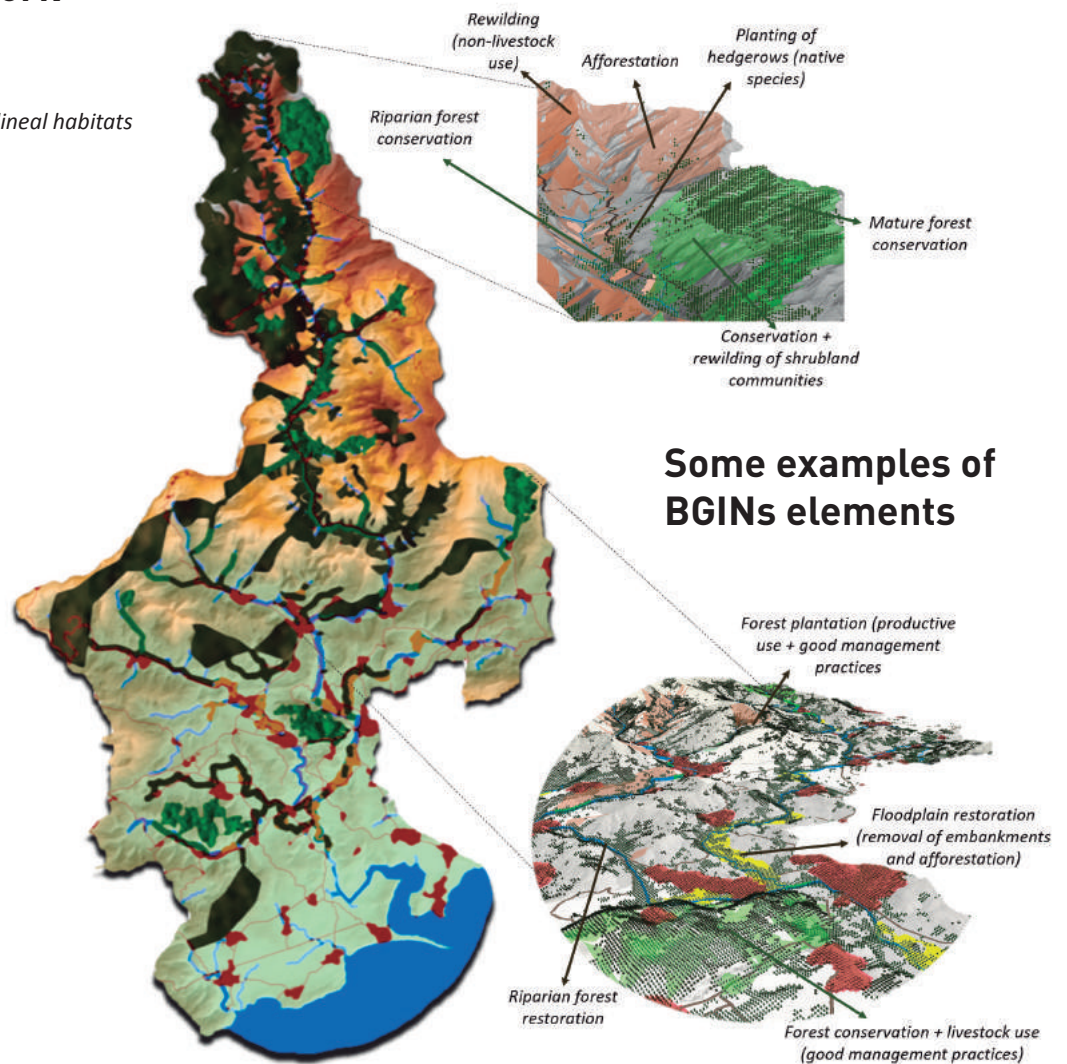 lineal habitats
Rewilding
(non-livestock
use)
Afforestation
Planting of
hedgerows (native
species)
Riparian forest
conservation
Mature forest
conservation
Conservation +
rewilding of shrubland
communities
Some examples of
BGINs elements
Forest plantation (productive
use + good management
practices
Floodplain restoration
(removal of embankments
and afforestation)
Riparian forest
restoration
Forest conservation + livestock use
(good management practices)